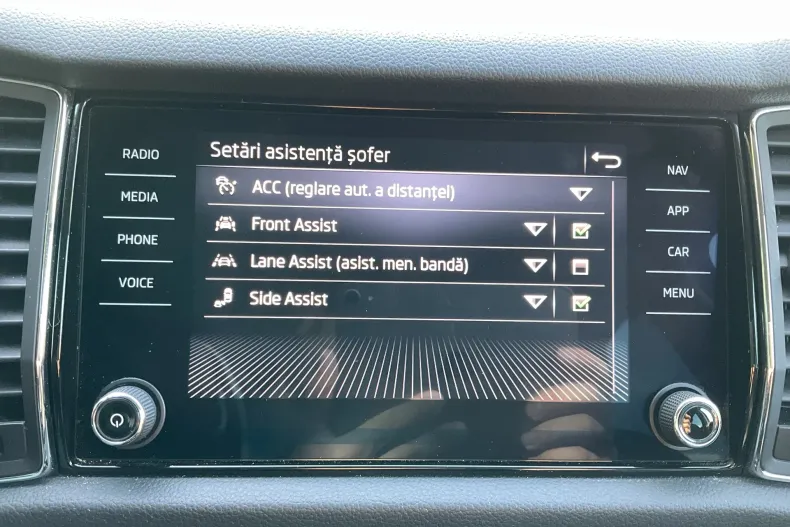 Setări asistență șofer
RADIO
MEDIA
PHONE
VOICE
ACC (reglare aut. a distanței)
Front Assist
Lane Assist (asist. men. bandă)
Side Assist
NAV
APP
CAR
MENU